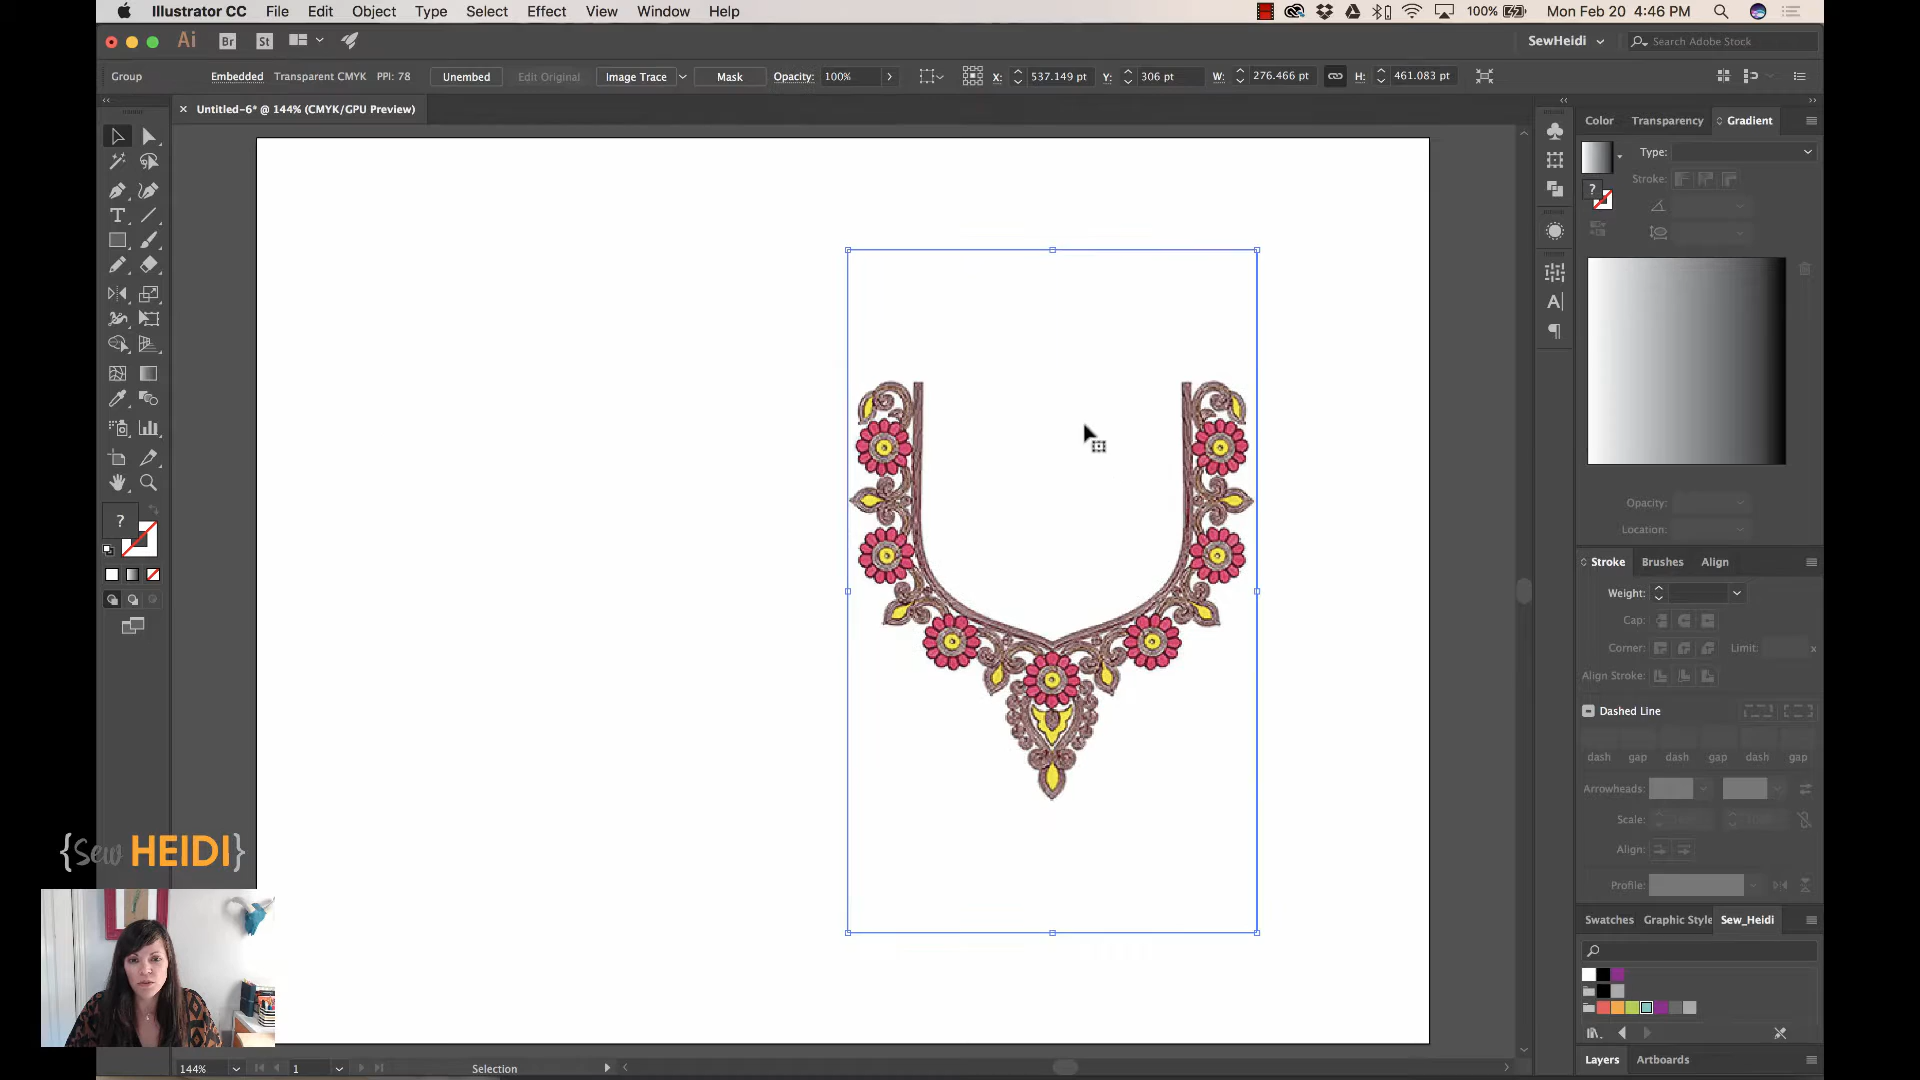 Illustrator CC File Edit Object Type Select Effect View Window Help 100% Mon Feb 20 4:46 PM
Ai Br St SewHeidi Search Adobe Stock
Group Embedded Transparent CMYK PPI: 78 Unembed Edit Original Image Trace Mask Opacity: 100% X: 537.149 pt Y: 306 pt W: 276.466 pt H: 461.083 pt
× Untitled-6* @ 144% (CMYK/GPU Preview)
Color Transparency Gradient
Type:
Stroke:
?
A
?
Opacity:
Location:
Stroke Brushes Align
Weight:
Cap:
Corner: Limit: x
Align Stroke:
Dashed Line
dash gap dash gap dash gap
Arrowheads:
Scale:
Align:
Profile:
{Sew HEIDI}
Swatches Graphic Style Sew_Heidi
Layers Artboards
144% 1 Selection